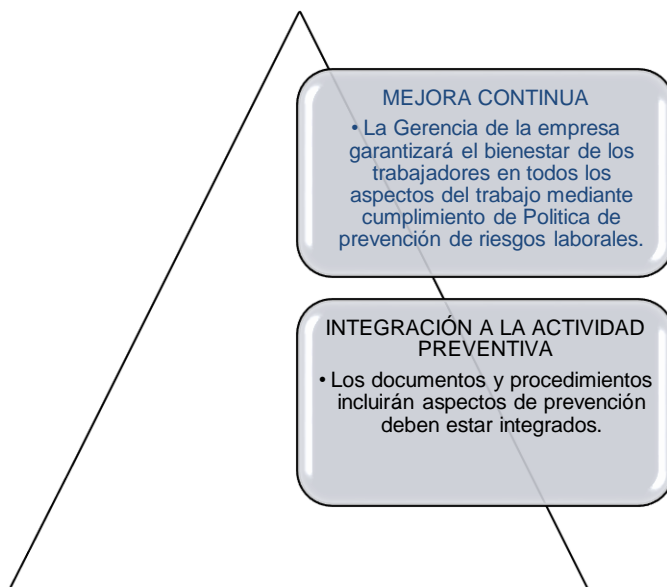 MEJORA CONTINUA
• La Gerencia de la empresa
garantizará el bienestar de los
trabajadores en todos los
aspectos del trabajo mediante
cumplimiento de Politica de
prevención de riesgos laborales.
INTEGRACIÓN A LA ACTIVIDAD
PREVENTIVA
• Los documentos y procedimientos
incluirán aspectos de prevención
deben estar integrados.